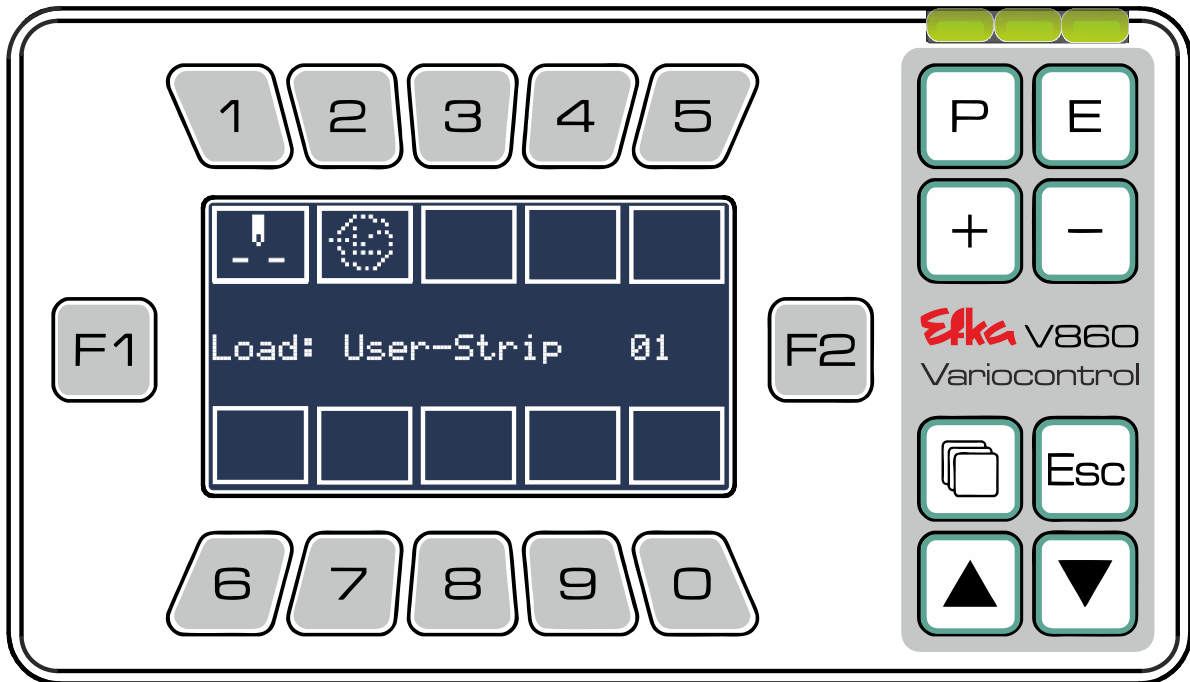 1 2 3 4 5
P E
+ −
Load: User-Strip 01
F1
F2
Efka V860
Variocontrol
Esc
6 7 8 9 0